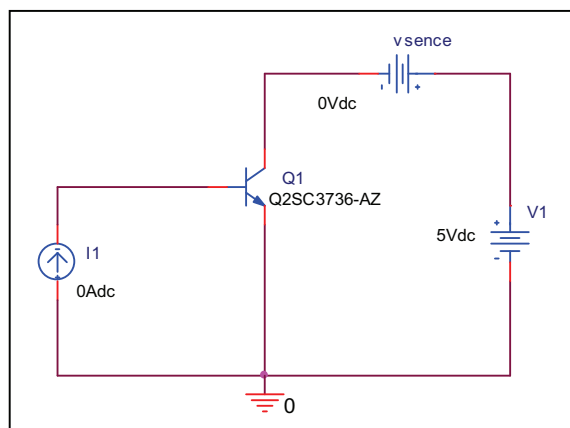 vsence
0Vdc
Q1
Q2SC3736-AZ
V1
5Vdc
I1
0Adc
0